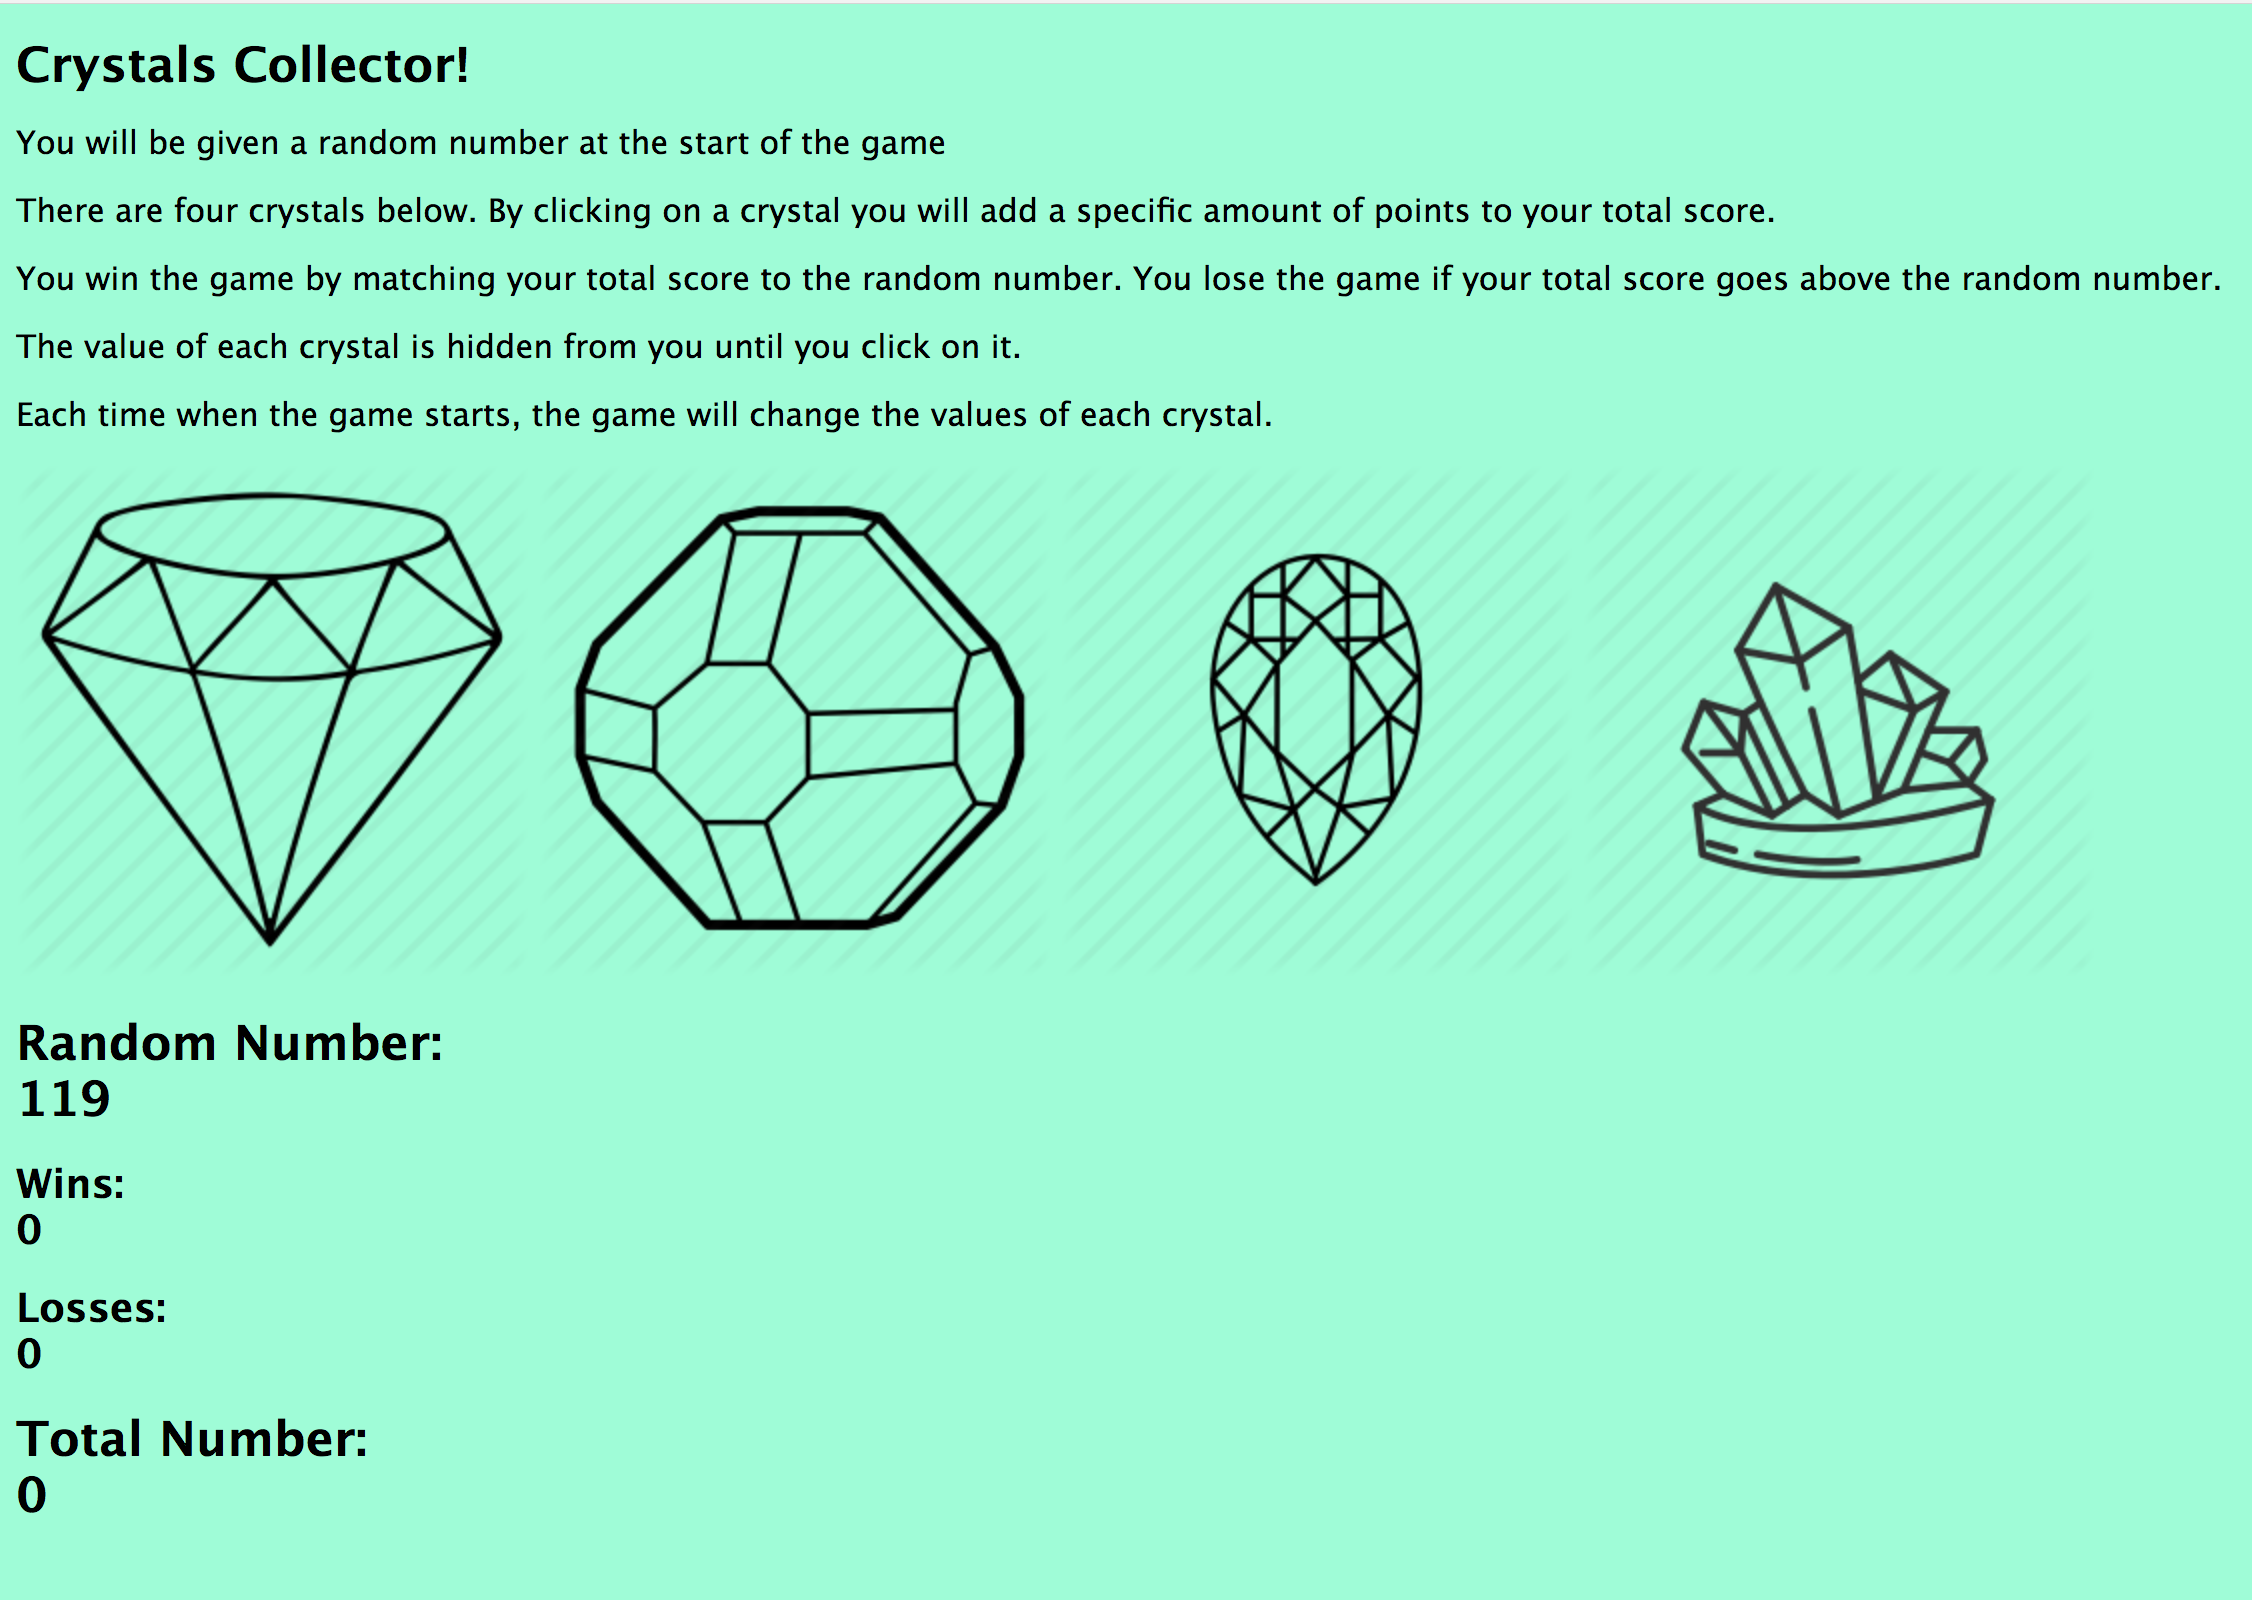 Crystals Collector!
You will be given a random number at the start of the game
There are four crystals below. By clicking on a crystal you will add a specific amount of points to your total score.
You win the game by matching your total score to the random number. You lose the game if your total score goes above the random number.
The value of each crystal is hidden from you until you click on it.
Each time when the game starts, the game will change the values of each crystal.
Random Number:
119
Wins:
0
Losses:
0
Total Number:
0